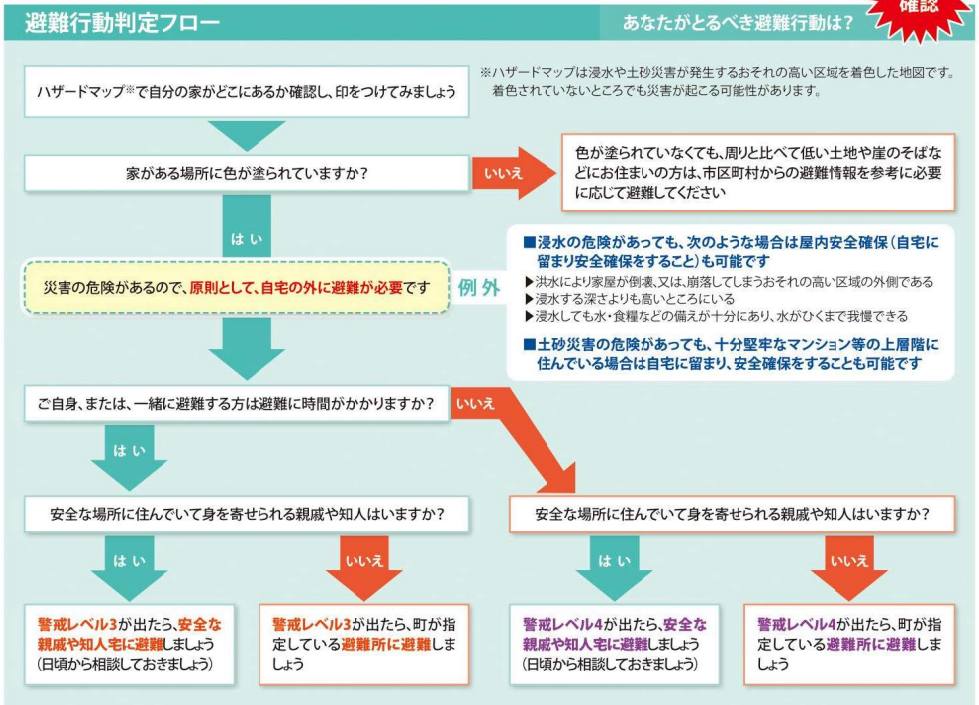 確認
避難行動判定フロー
あなたがとるべき避難行動は?
ハザードマップ※で自分の家がどこにあるか確認し、印をつけてみましょう
※ハザードマップは浸水や土砂災害が発生するおそれの高い区域を着色した地図です。
着色されていないところでも災害が起こる可能性があります。
家がある場所に色が塗られていますか?
いいえ
色が塗られていなくても、周りと比べて低い土地や崖のそばな
どにお住まいの方は、市区町村からの避難情報を参考に必要
に応じて避難してください
はい
災害の危険があるので、原則として、自宅の外に避難が必要です
例外
■浸水の危険があっても、次のような場合は屋内安全確保(自宅に
留まり安全確保をすること)も可能です
▶洪水により家屋が倒壊、又は、崩落してしまうおそれの高い区域の外側である
▶浸水する深さよりも高いところにいる
▶浸水しても水・食糧などの備えが十分にあり、水がひくまで我慢できる
■土砂災害の危険があっても、十分堅牢なマンション等の上層階に
住んでいる場合は自宅に留まり、安全確保をすることも可能です
ご自身、または、一緒に避難する方は避難に時間がかかりますか?
いいえ
はい
安全な場所に住んでいて身を寄せられる親戚や知人はいますか?
安全な場所に住んでいて身を寄せられる親戚や知人はいますか?
はい
いいえ
はい
いいえ
警戒レベル3が出たら、安全な
親戚や知人宅に避難しましょう
(日頃から相談しておきましょう)
警戒レベル3が出たら、町が指
定している避難所に避難しま
しょう
警戒レベル4が出たら、安全な
親戚や知人宅に避難しましょう
(日頃から相談しておきましょう)
警戒レベル4が出たら、町が指
定している避難所に避難しま
しょう